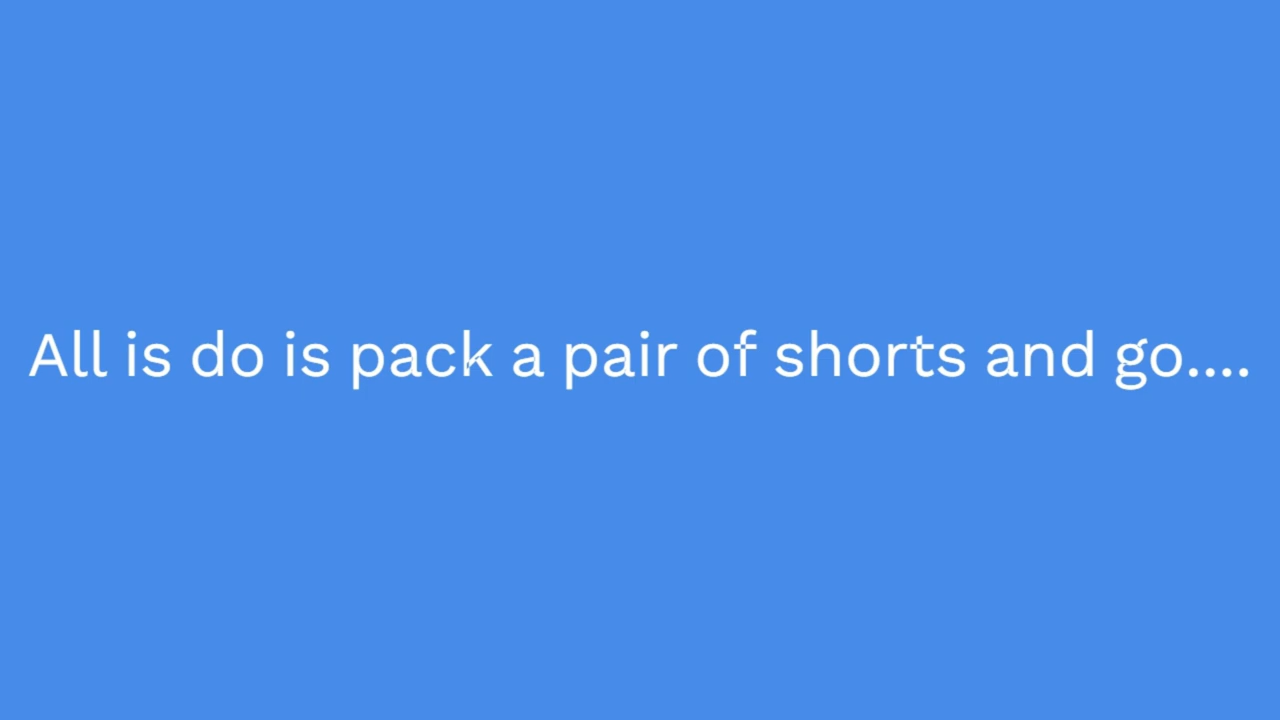 All is do is pack a pair of shorts and go....